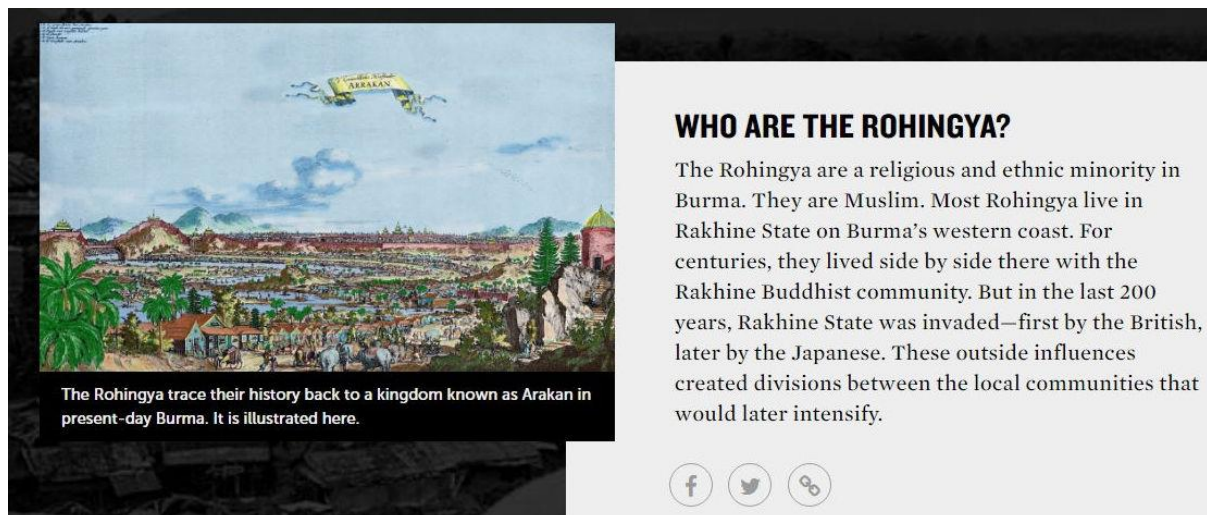 ARRAKAN
The Rohingya trace their history back to a kingdom known as Arakan in
present-day Burma. It is illustrated here.
WHO ARE THE ROHINGYA?
The Rohingya are a religious and ethnic minority in
Burma. They are Muslim. Most Rohingya live in
Rakhine State on Burma’s western coast. For
centuries, they lived side by side there with the
Rakhine Buddhist community. But in the last 200
years, Rakhine State was invaded—first by the British,
later by the Japanese. These outside influences
created divisions between the local communities that
would later intensify.